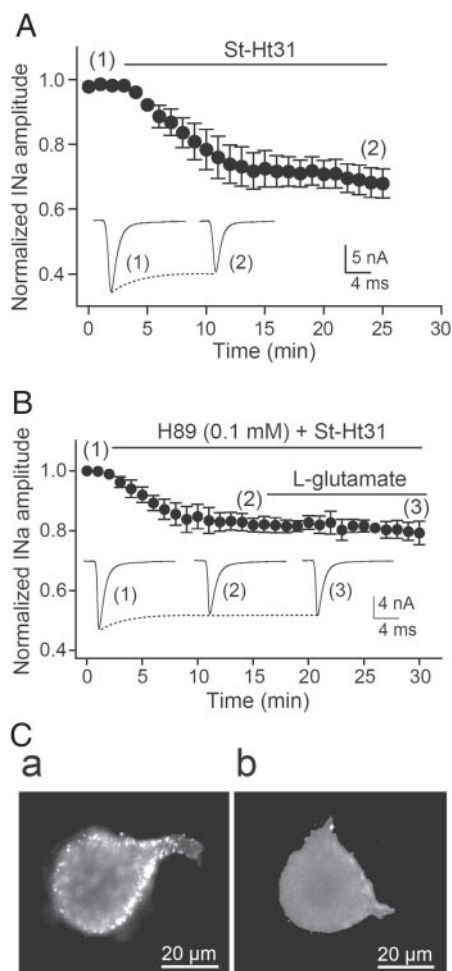 A
St-Ht31
(1)
(2)
Normalized INa amplitude
1.0
0.8
0.6
0.4
(1)
(2)
5 nA
4 ms
0
5
10
15
20
25
30
Time (min)
B
H89 (0.1 mM) + St-Ht31
L-glutamate
(1)
(2)
(3)
Normalized INa amplitude
1.0
0.8
0.6
0.4
(1)
(2)
(3)
4 nA
4 ms
0
5
10
15
20
25
30
Time (min)
C
a
b
20 µm
20 µm